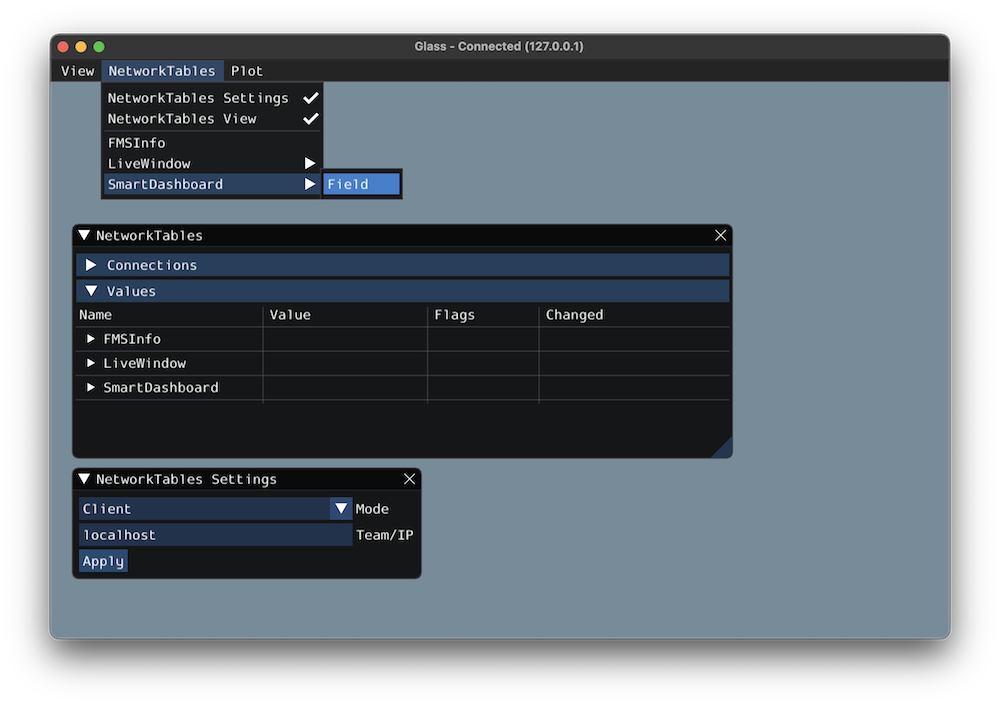 Glass - Connected (127.0.0.1)
View NetworkTables Plot
NetworkTables Settings
NetworkTables View
FMSInfo
LiveWindow
SmartDashboard Field
NetworkTables
Connections
Values
Name Value Flags Changed
FMSInfo
LiveWindow
SmartDashboard
NetworkTables Settings
Client Mode
localhost Team/IP
Apply